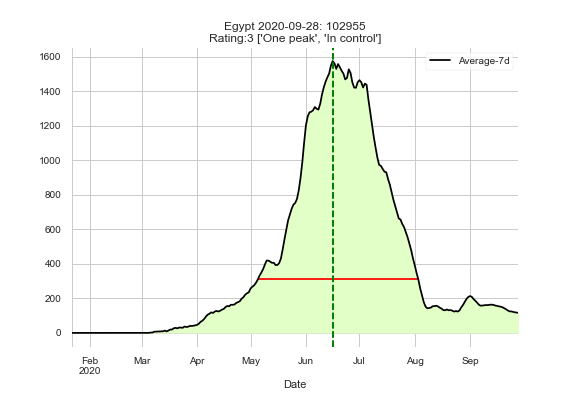 Egypt 2020-09-28: 102955
Rating:3 ['One peak', 'In control']
Average-7d
1600
1400
1200
1000
800
600
400
200
0
Feb Mar Apr May Jun Jul Aug Sep
2020
Date